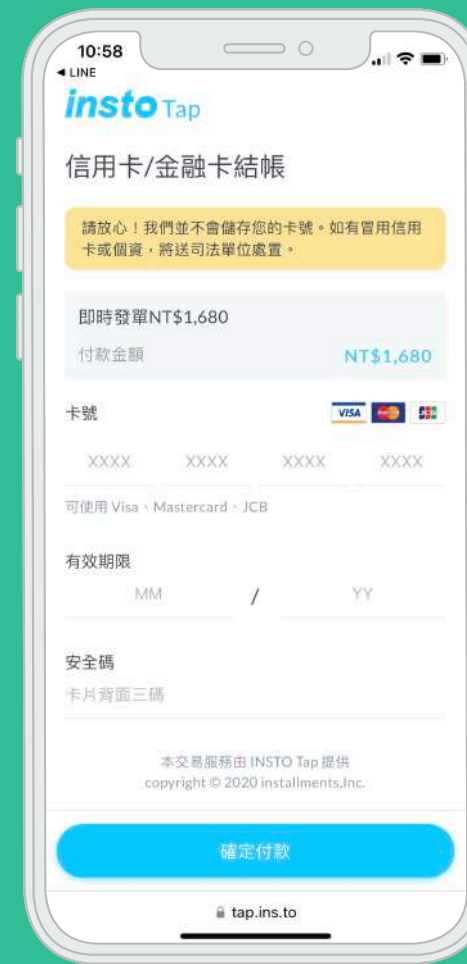 10:58
◀ LINE
insto Tap
信用卡/金融卡結帳
請放心！我們並不會儲存您的卡號。如有冒用信用
卡或個資，將送司法單位處置。
即時發單NT$1,680
付款金額 NT$1,680
卡號 VISA
XXXX XXXX XXXX XXXX
可使用 Visa、Mastercard、JCB
有效期限
MM / YY
安全碼
卡片背面三碼
本交易服務由 INSTO Tap 提供
copyright © 2020 installments,Inc.
確定付款
tap.ins.to